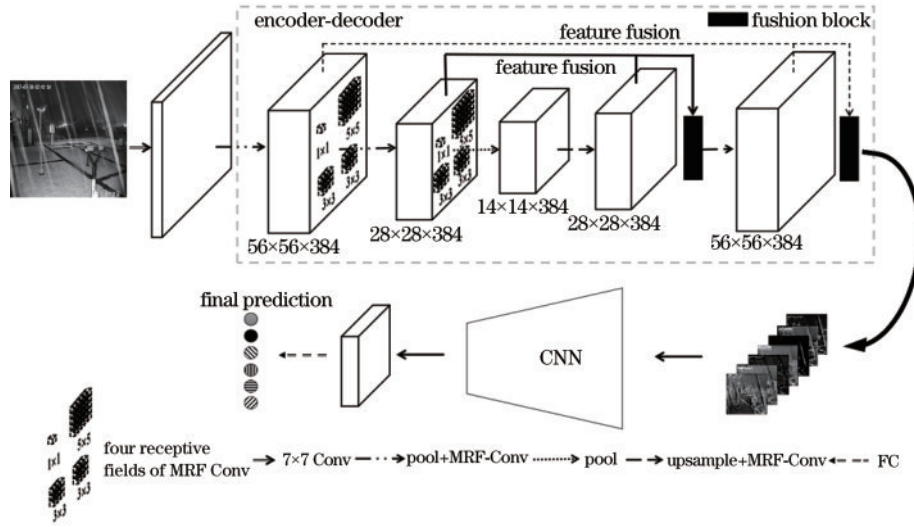 encoder-decoder
fushion block
feature fusion
feature fusion
1×1
5×5
3×3
3×3
1×1
5×5
3×3
3×3
56×56×384
28×28×384
14×14×384
28×28×384
56×56×384
final prediction
CNN
1×1
5×5
3×3
3×3
four receptive
fields of MRF Conv
7×7 Conv
pool+MRF-Conv
pool
upsample+MRF-Conv
FC